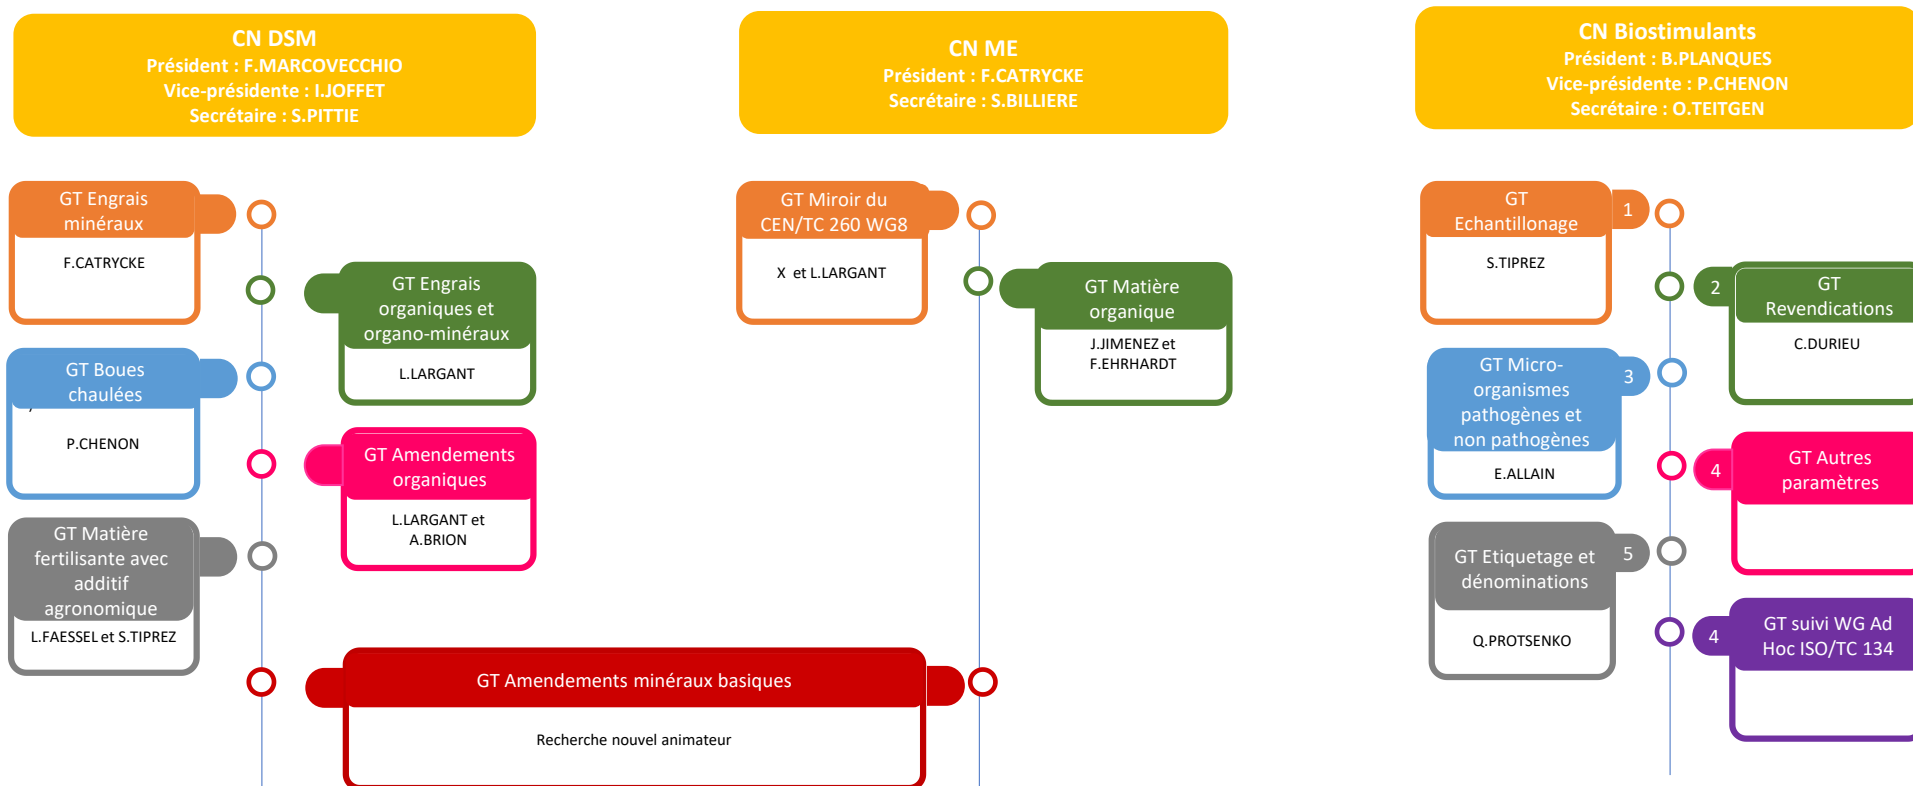 CN DSM
Président : F.MARCOVECCHIO
Vice-présidente : I.JOFFET
Secrétaire : S.PITTIE
GT Engrais
minéraux
F.CATRYCKE
GT Engrais
organiques et
organo-minéraux
L.LARGANT
GT Boues
chaulées
P.CHENON
GT Amendements
organiques
L.LARGANT et
A.BRION
GT Matière
fertilisante avec
additif
agronomique
L.FAESSEL et S.TIPREZ
CN ME
Président : F.CATRYCKE
Secrétaire : S.BILLIERE
GT Miroir du
CEN/TC 260 WG8
X et L.LARGANT
GT Matière
organique
J.JIMENEZ et
F.EHRHARDT
GT Amendements minéraux basiques
Recherche nouvel animateur
CN Biostimulants
Président : B.PLANQUES
Vice-présidente : P.CHENON
Secrétaire : O.TEITGEN
GT
Echantillonage
1
S.TIPREZ
2
GT
Revendications
C.DURIEU
GT Micro-
organismes
pathogènes et
non pathogènes
3
E.ALLAIN
4
GT Autres
paramètres
GT Etiquetage et
dénominations
5
Q.PROTSENKO
4
GT suivi WG Ad
Hoc ISO/TC 134